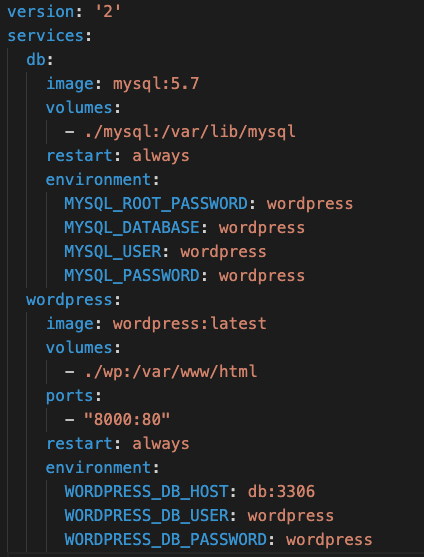 version: '2'
services:
  db:
    image: mysql:5.7
    volumes:
      - ./mysql:/var/lib/mysql
    restart: always
    environment:
      MYSQL_ROOT_PASSWORD: wordpress
      MYSQL_DATABASE: wordpress
      MYSQL_USER: wordpress
      MYSQL_PASSWORD: wordpress
  wordpress:
    image: wordpress:latest
    volumes:
      - ./wp:/var/www/html
    ports:
      - "8000:80"
    restart: always
    environment:
      WORDPRESS_DB_HOST: db:3306
      WORDPRESS_DB_USER: wordpress
      WORDPRESS_DB_PASSWORD: wordpress